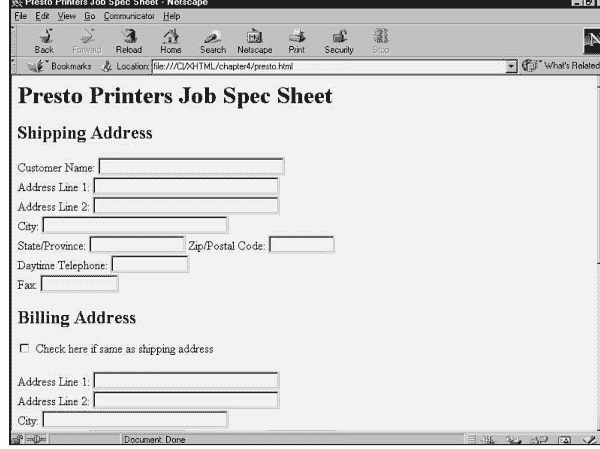 Presto Printers Job Spec Sheet - Netscape
File Edit View Go Communicator Help
Back Forward Reload Home Search Netscape Print Security Stop
Bookmarks Location: file:///C|/XHTML/chapter4/presto.html What's Related
Presto Printers Job Spec Sheet
Shipping Address
Customer Name:
Address Line 1:
Address Line 2:
City:
State/Province: Zip/Postal Code:
Daytime Telephone:
Fax:
Billing Address
Check here if same as shipping address
Address Line 1:
Address Line 2:
City:
Document: Done